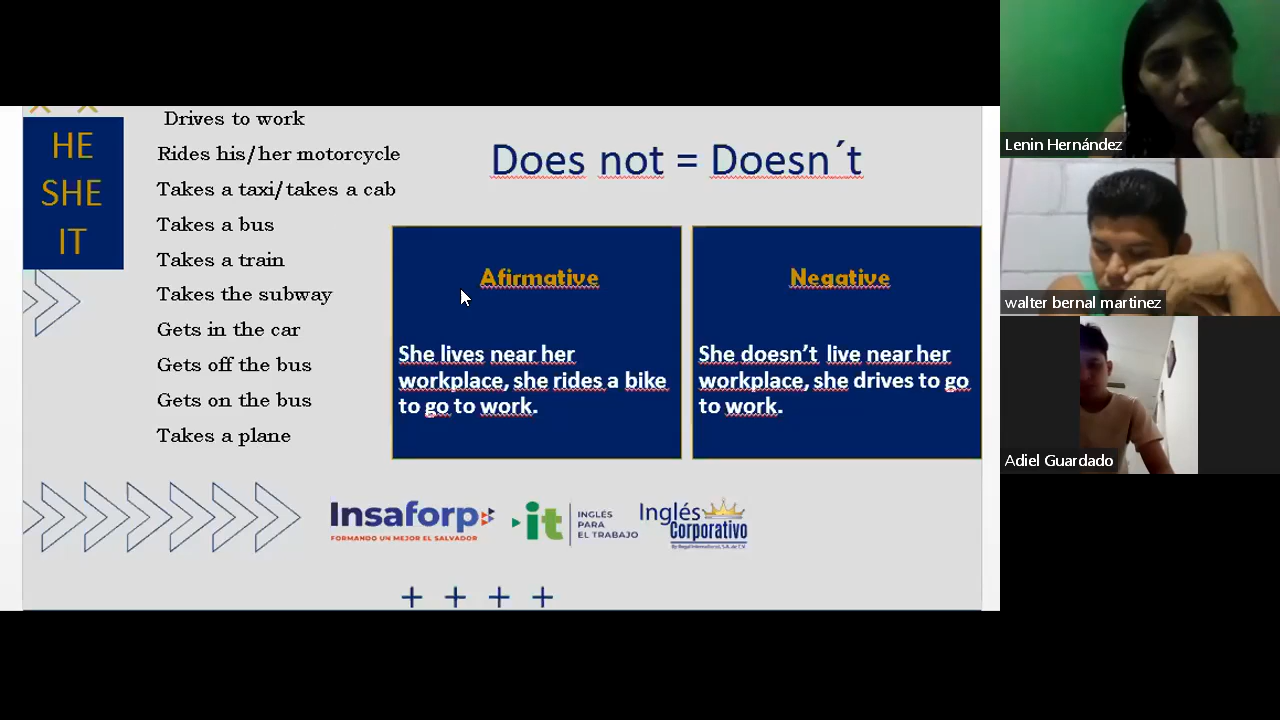 HE
SHE
IT
Drives to work
Rides his/her motorcycle
Takes a taxi/takes a cab
Takes a bus
Takes a train
Takes the subway
Gets in the car
Gets off the bus
Gets on the bus
Takes a plane
Does not = Doesn´t
Afirmative
She lives near her
workplace, she rides a bike
to go to work.
Negative
She doesn’t live near her
workplace, she drives to go
to work.
Insaforp
FORMANDO UN MEJOR EL SALVADOR
it
INGLÉS
PARA
EL TRABAJO
Inglés
Corporativo
Lenin Hernández
walter bernal martinez
Adiel Guardado